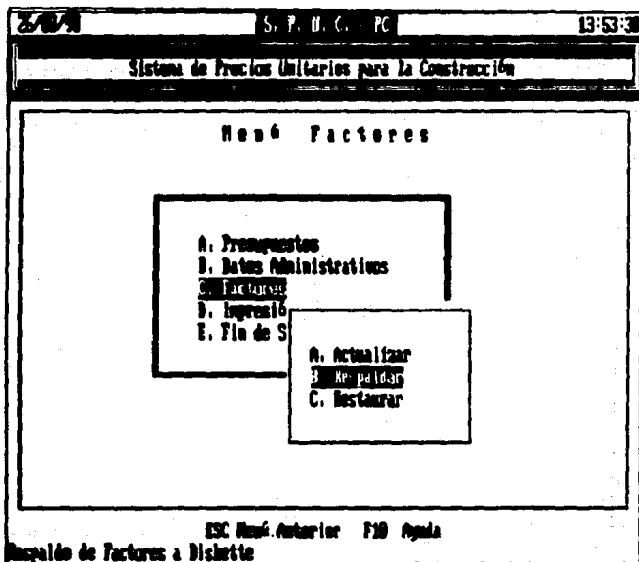 S. P. U. C. - PC 13:53:3
Sistema de Precios Unitarios para la Construcción
Menú Factores
A. Presupuestos
B. Datos Administrativos
C. Factores
D. Impresió
E. Fin de S
A. Actualizar
B. Respaldar
C. Restaurar
ESC Menú Anterior F10 Ayuda
Respaldo de Factores a Diskette